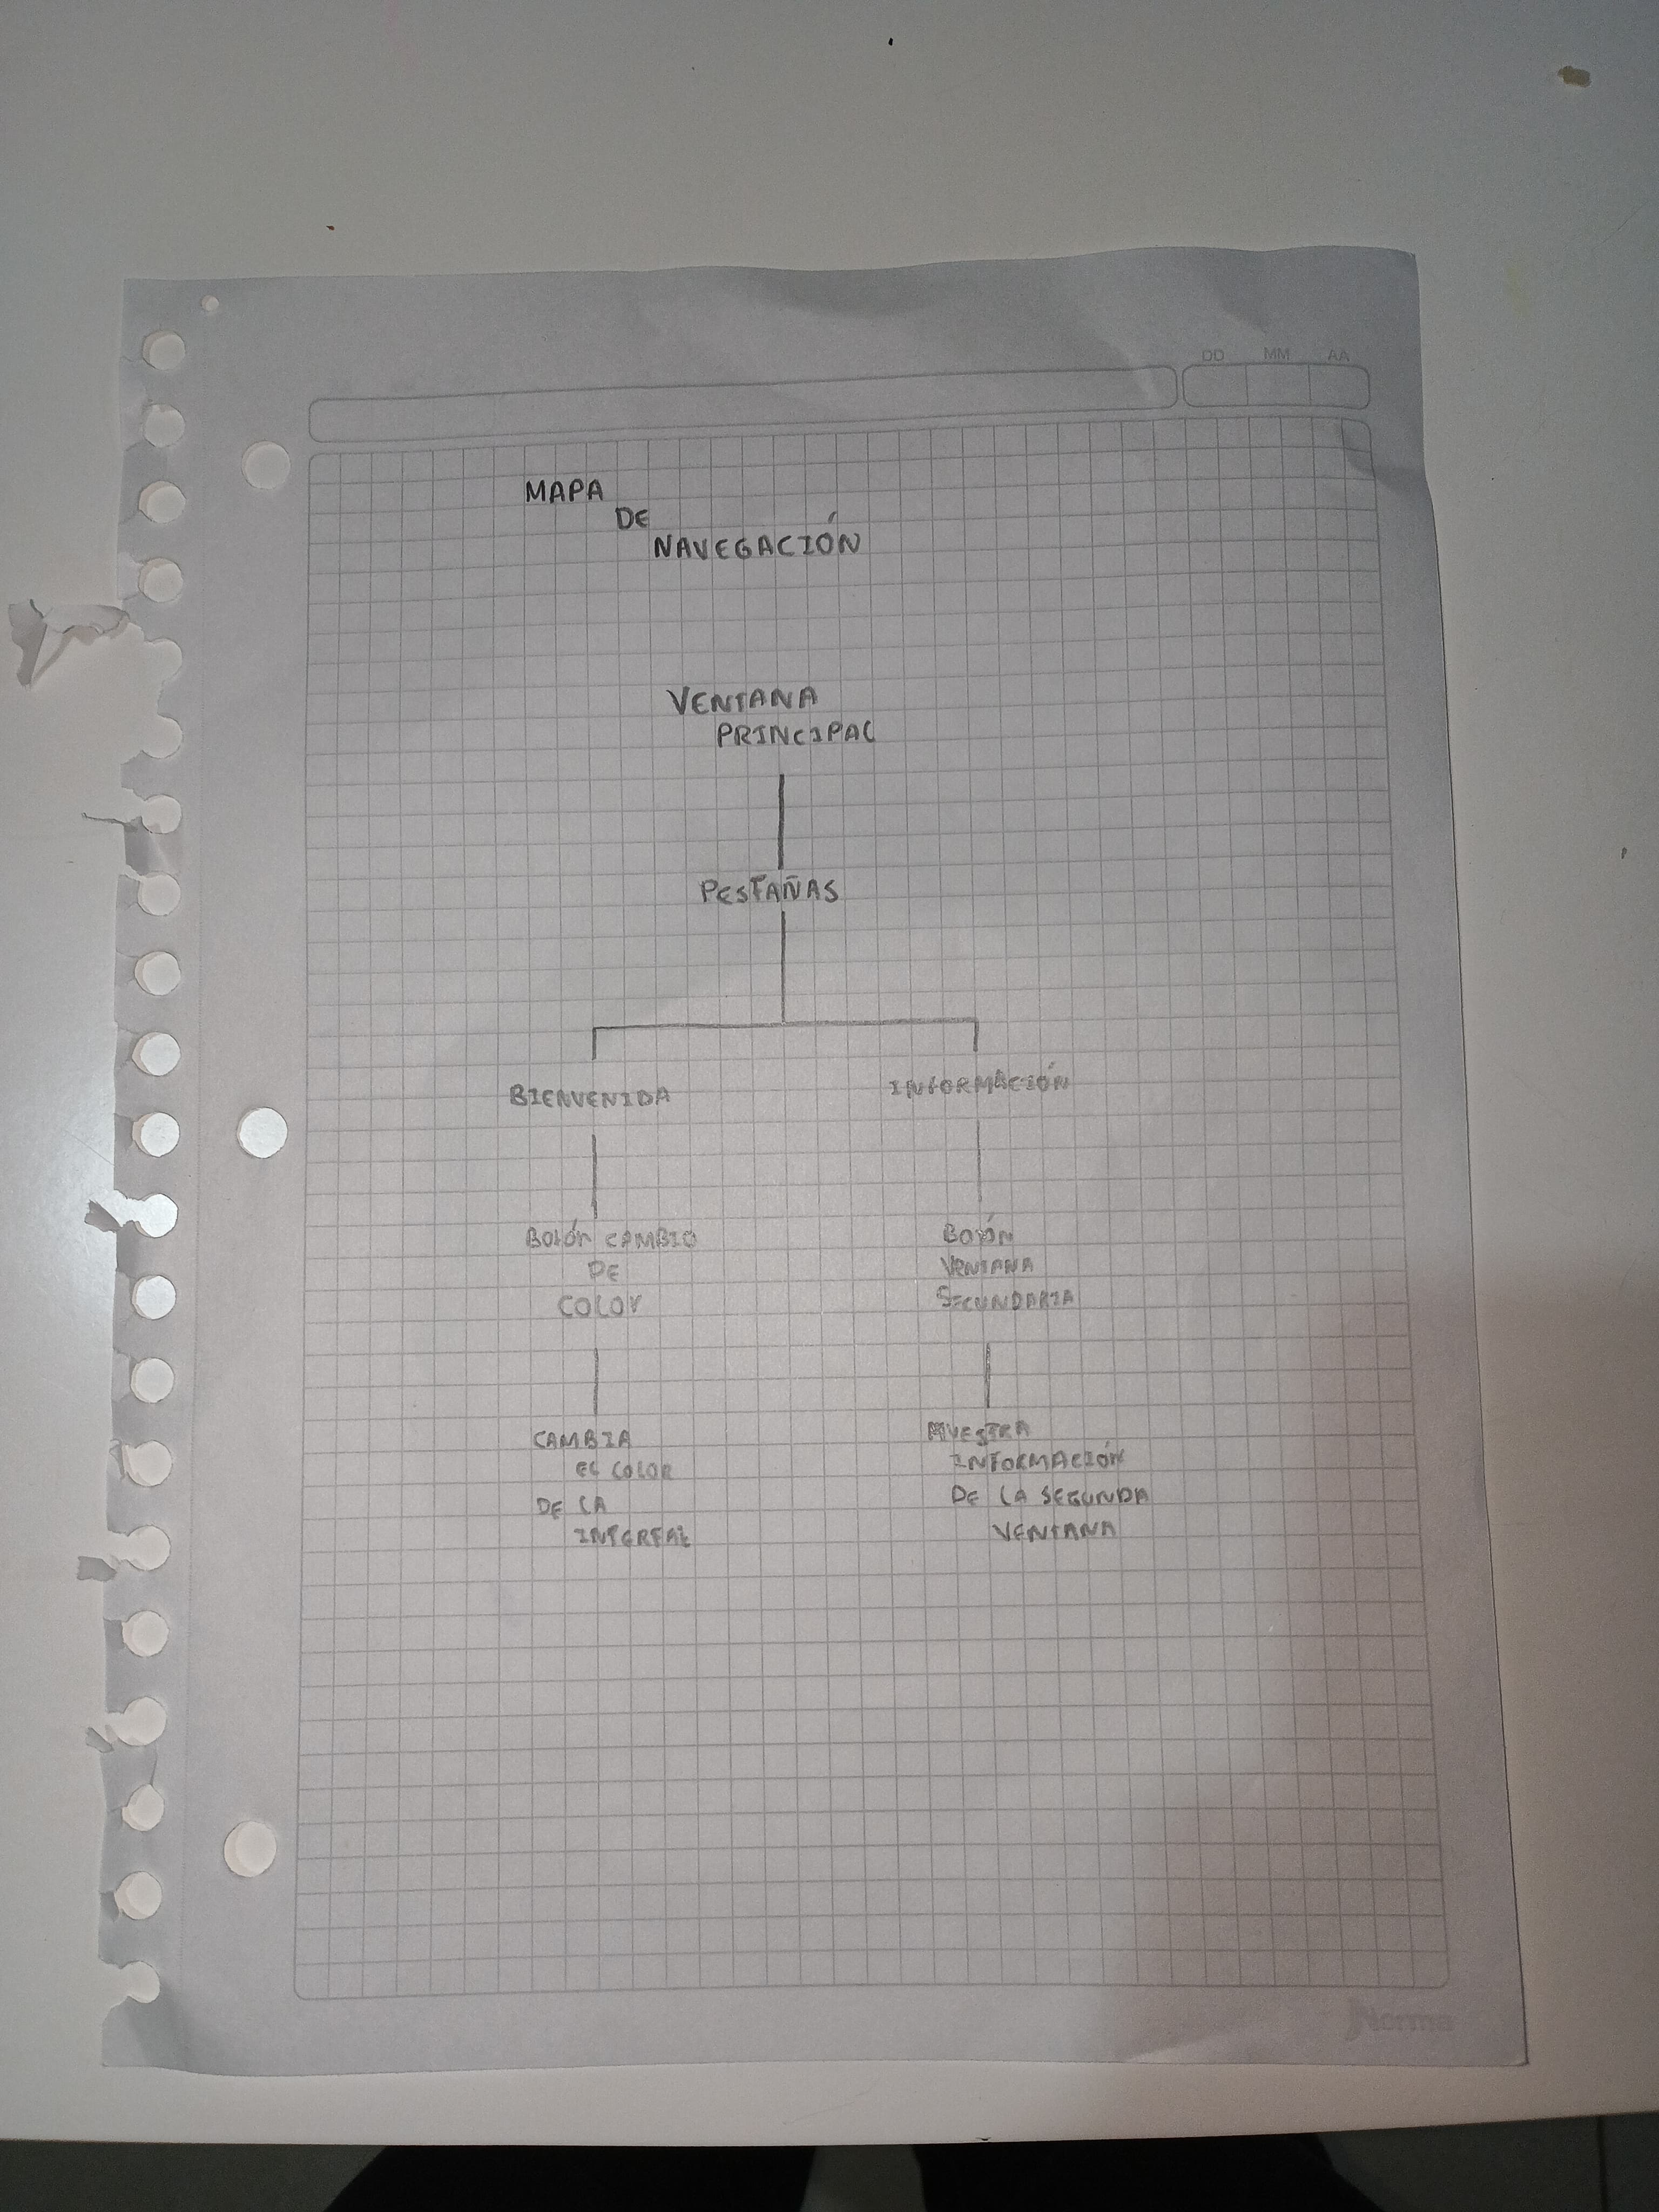 DD MM AA
MAPA
DE
NAVEGACIÓN
VENTANA
PRINCIPAL
PESTAÑAS
BIENVENIDA
INFORMACIÓN
Botón CAMBIO
DE
COLOr
Botón
VENTANA
SECUNDARIA
CAMBIA
EL COLOR
DE LA
INTERFAZ
MUESTRA
INFORMACIÓN
DE LA SEGUNDA
VENTANA
Norma